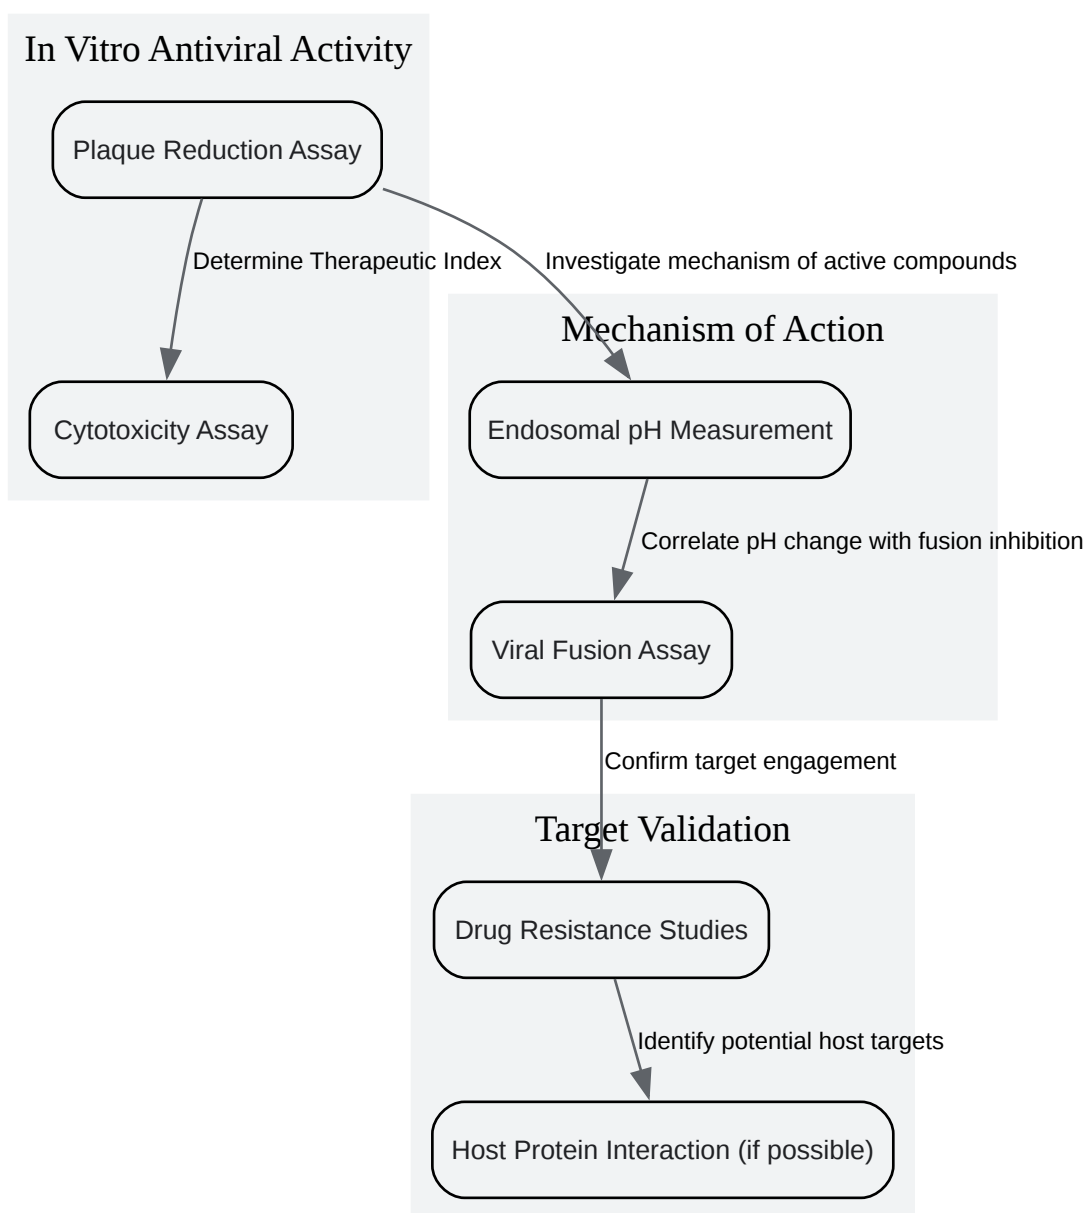 In Vitro Antiviral Activity
Plaque Reduction Assay
Determine Therapeutic Index
Investigate mechanism of active compounds
Mechanism of Action
Cytotoxicity Assay
Endosomal pH Measurement
Correlate pH change with fusion inhibition
Viral Fusion Assay
Confirm target engagement
Target Validation
Drug Resistance Studies
Identify potential host targets
Host Protein Interaction (if possible)